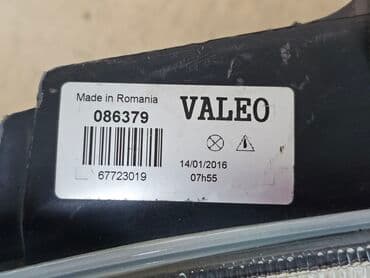 Made in Romania
086379
67723019
VALEO
14/01/2016
07h55